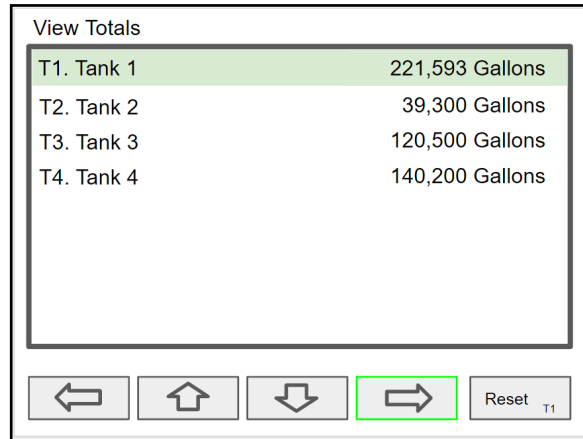 View Totals
T1. Tank 1 221,593 Gallons
T2. Tank 2 39,300 Gallons
T3. Tank 3 120,500 Gallons
T4. Tank 4 140,200 Gallons
Reset T1